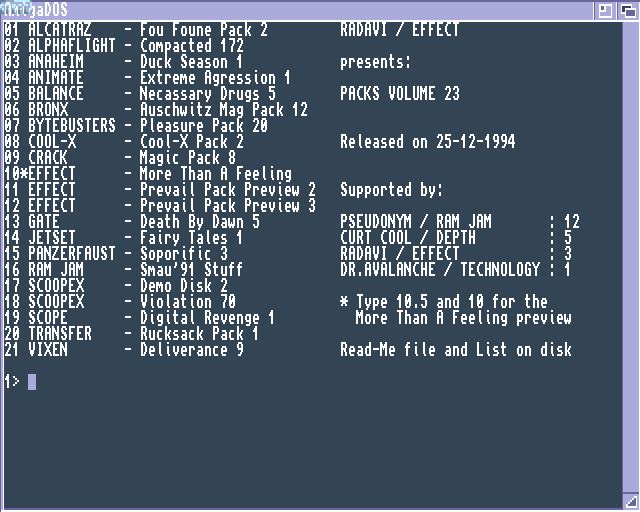 AmigaDOS
01 ALCATRAZ - Fou Foune Pack 2 RADAVI / EFFECT
02 ALPHAFLIGHT - Compacted 172
03 ANAHEIM - Duck Season 1 presents:
04 ANIMATE - Extreme Agression 1
05 BALANCE - Necassary Drugs 5 PACKS VOLUME 23
06 BRONX - Auschwitz Mag Pack 12
07 BYTEBUSTERS - Pleasure Pack 20
08 COOL-X - Cool-X Pack 2 Released on 25-12-1994
09 CRACK - Magic Pack 8
10*EFFECT - More Than A Feeling
11 EFFECT - Prevail Pack Preview 2 Supported by:
12 EFFECT - Prevail Pack Preview 3
13 GATE - Death By Dawn 5 PSEUDONYM / RAM JAM : 12
14 JETSET - Fairy Tales 1 CURT COOL / DEPTH : 5
15 PANZERFAUST - Soporific 3 RADAVI / EFFECT : 3
16 RAM JAM - Smau'91 Stuff DR.AVALANCHE / TECHNOLOGY : 1
17 SCOOPEX - Demo Disk 2
18 SCOOPEX - Violation 70 * Type 10.5 and 10 for the
19 SCOPE - Digital Revenge 1 More Than A Feeling preview
20 TRANSFER - Rucksack Pack 1
21 VIXEN - Deliverance 9 Read-Me file and List on disk
1>